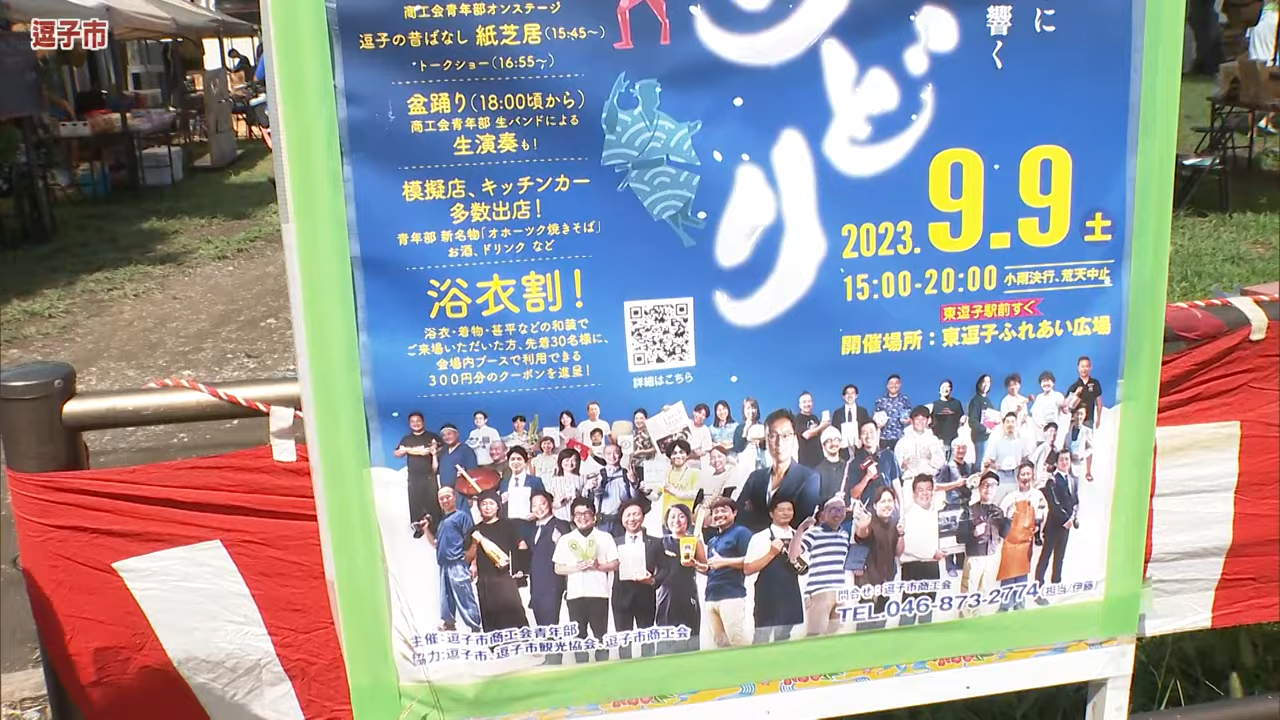 逗子市
商工会青年部オンステージ
逗子の昔ばなし 紙芝居(15:45~)
トークショー(16:55~)
盆踊り(18:00頃から)
商工会青年部 生バンドによる
生演奏も!
模擬店、キッチンカー
多数出店!
青年部 新名物「オホーツク焼きそば」
お酒、ドリンク など
浴衣割!
浴衣・着物・甚平などの和装で
ご来場いただいた方、先着30名様に、
会場内ブースで利用できる
300円分のクーポンを進呈!
詳細はこちら
に
響く
どり
2023.9.9土
15:00-20:00 小雨決行、荒天中止
東逗子駅前すぐ
開催場所:東逗子ふれあい広場
主催:逗子市商工会青年部
協力:逗子市、逗子市観光協会、逗子市商工会
問合せ:逗子市商工会
TEL.046-873-2774(担当/伊藤)